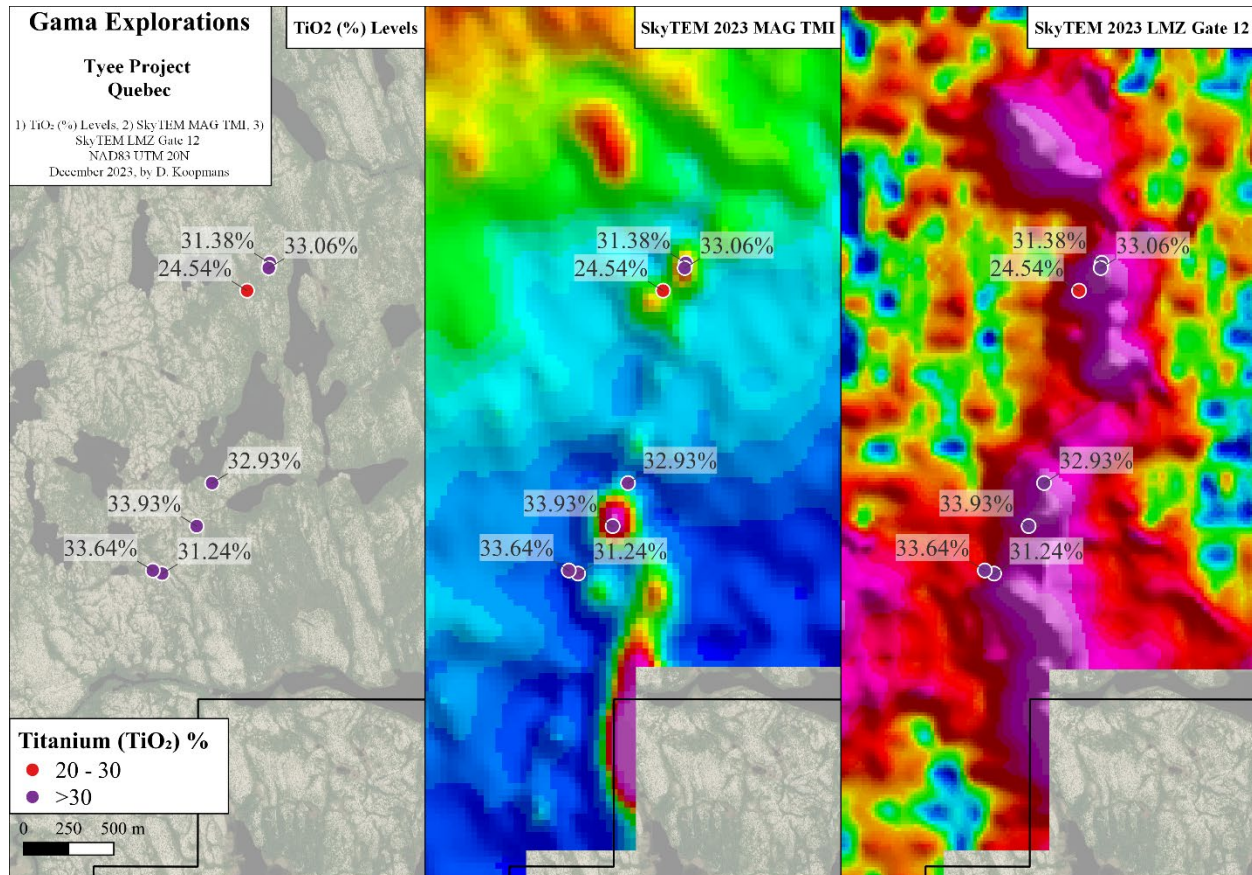 Gama Explorations
Tyee Project
Quebec
1) TiO₂ (%) Levels, 2) SkyTEM MAG TMI, 3)
SkyTEM LMZ Gate 12
NAD83 UTM 20N
December 2023, by D. Koopmans
TiO2 (%) Levels
31.38%
33.06%
24.54%
32.93%
33.93%
33.64%
31.24%
Titanium (TiO₂) %
20 - 30
>30
0 250 500 m
SkyTEM 2023 MAG TMI
31.38%
33.06%
24.54%
32.93%
33.93%
33.64%
31.24%
SkyTEM 2023 LMZ Gate 12
31.38%
33.06%
24.54%
32.93%
33.93%
33.64%
31.24%